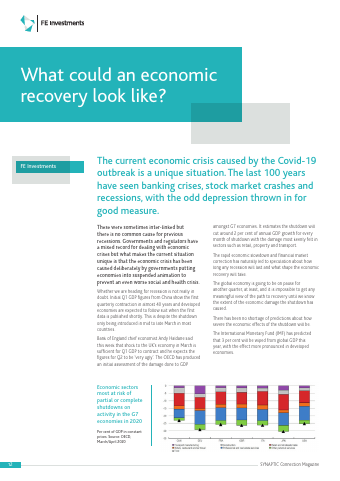 FE Investments
What could an economic
recovery look like?
FE Investments
The current economic crisis caused by the Covid-19
outbreak is a unique situation. The last 100 years
have seen banking crises, stock market crashes and
recessions, with the odd depression thrown in for
good measure.
These were sometimes inter-linked but
there is no common cause for previous
recessions. Governments and regulators have
a mixed record for dealing with economic
crises but what makes the current situation
unique is that the economic crisis has been
caused deliberately by governments putting
economies into suspended animation to
prevent an even worse social and health crisis.
Whether we are heading for recession is not really in
doubt. Initial Q1 GDP figures from China show the first
quarterly contraction in almost 40 years and developed
economies are expected to follow suit when the first
data is published shortly. This is despite the shutdown
only being introduced in mid to late March in most
countries.
Bank of England chief economist Andy Haldane said
this week that shocks to the UK's economy in March is
sufficient for Q1 GDP to contract and he expects the
figures for Q2 to be 'very ugly'. The OECD has produced
an initial assessment of the damage done to GDP
amongst G7 economies. It estimates the shutdown will
cut around 2 per cent of annual GDP growth for every
month of shutdown, with the damage most keenly felt in
sectors such as retail, property and transport.
The rapid economic slowdown and financial market
correction has naturally led to speculation about how
long any recession will last and what shape the economic
recovery will take.
The global economy is going to be on pause for
another quarter, at least, and it is impossible to get any
meaningful view of the path to recovery until we know
the extent of the economic damage the shutdown has
caused.
There has been no shortage of predictions about how
severe the economic effects of the shutdown will be.
The International Monetary Fund (IMF) has predicted
that 3 per cent will be wiped from global GDP this
year, with the effect more pronounced in developed
economies.
Economic sectors
most at risk of
partial or complete
shutdowns on
activity in the G7
economies in 2020
Per cent of GDP in constant
prices. Source: OECD,
March/April 2020.
SYNAPTIC Connection Magazine